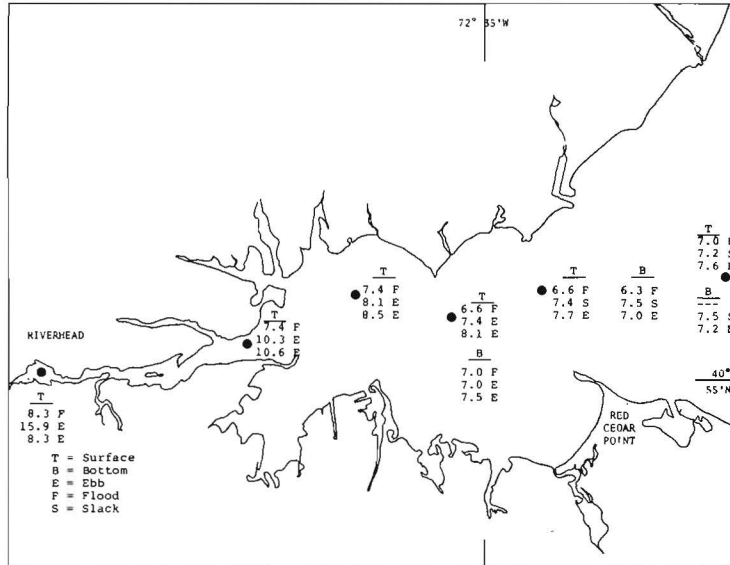 72° 35'W
T
7.0
7.2
7.6
B
---
7.5
7.2
T
6.6 F
7.4 S
7.7 E
B
6.3 F
7.5 S
7.0 E
T
7.4 F
8.1 E
8.5 E
T
6.6 F
7.4 E
8.1 E
B
7.0 F
7.0 E
7.5 E
T
7.4 F
10.3 E
10.6 E
RIVERHEAD
T
8.3 F
15.9 E
8.3 E
40°
55'N
RED
CEDAR
POINT
T = Surface
B = Bottom
E = Ebb
F = Flood
S = Slack